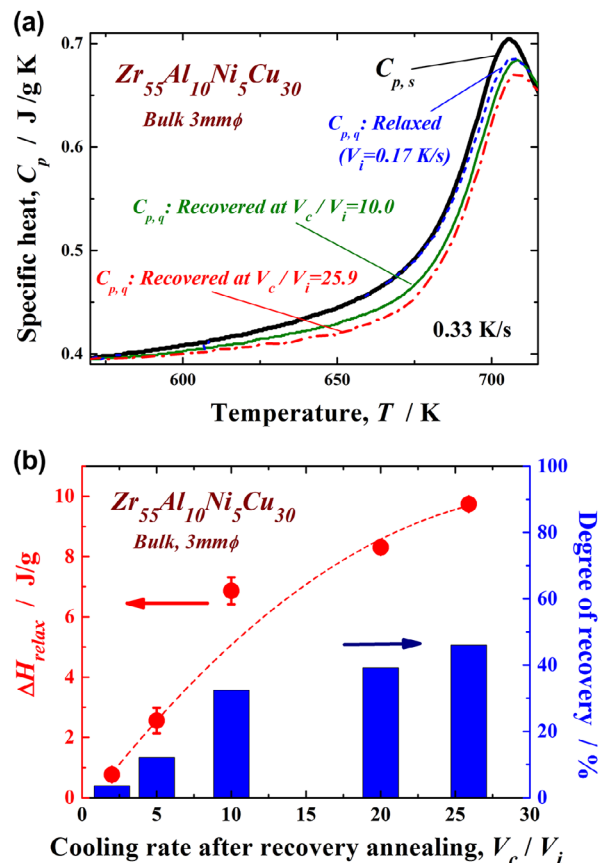 (a)
0.7
0.6
0.5
0.4
Specific heat, Cp / J /g K
Zr55Al10Ni5Cu30
Bulk 3mmϕ
Cp, s
Cp,q: Relaxed
(Vi=0.17 K/s)
Cp,q: Recovered at Vc / Vi=10.0
Cp,q: Recovered at Vc / Vi=25.9
0.33 K/s
600 650 700
Temperature, T / K
(b)
10
8
6
4
2
0
ΔHrelax / J/g
Zr55Al10Ni5Cu30
Bulk, 3mmϕ
100
80
60
40
20
0
Degree of recovery / %
0 5 10 15 20 25 30
Cooling rate after recovery annealing, Vc / Vi